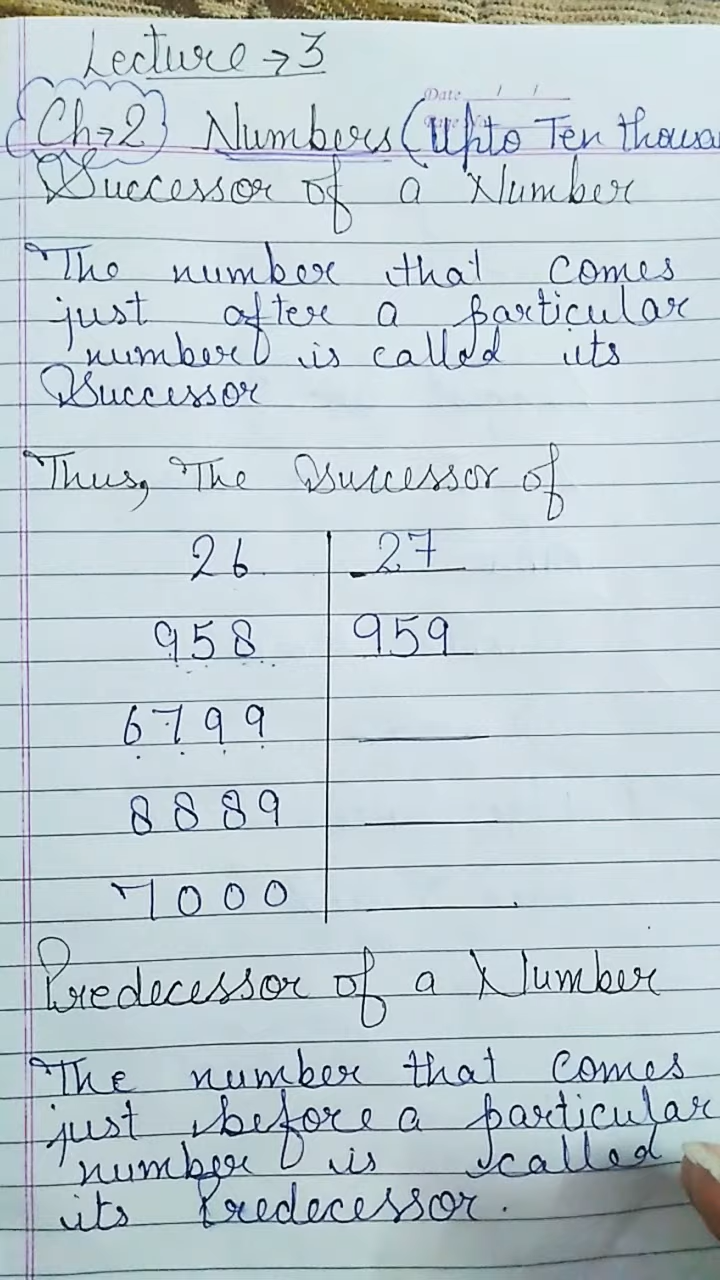 Lecture → 3
Date / /
Ch→2 Numbers (Upto Ten thousa
Successor of a Number
The number that comes
just after a particular
number is called its
Successor
Thus, The Successor of
26 27
958 959
6799
8889
7000
Predecessor of a Number
The number that comes
just before a particular
number is called
its Predecessor.